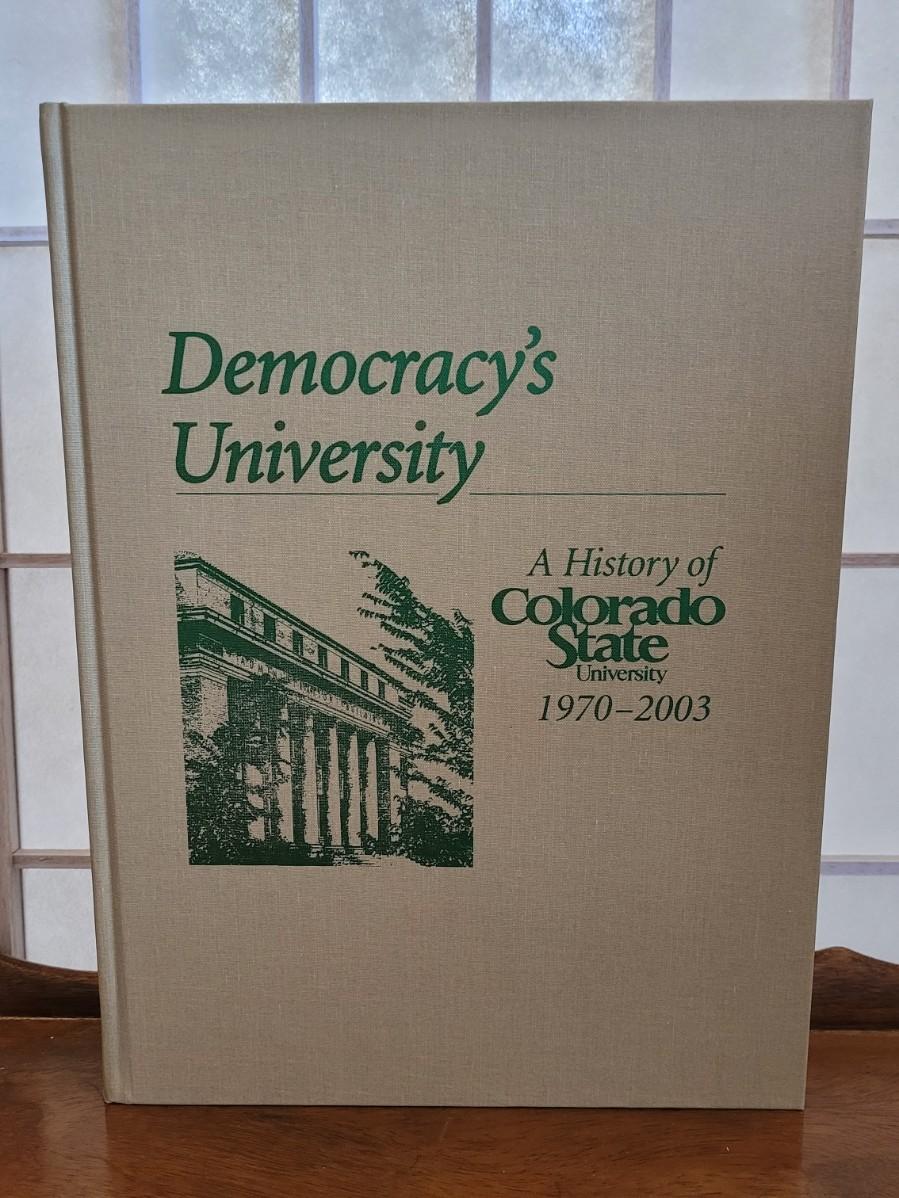 Democracy's
University
A History of
Colorado
State
University
1970–2003